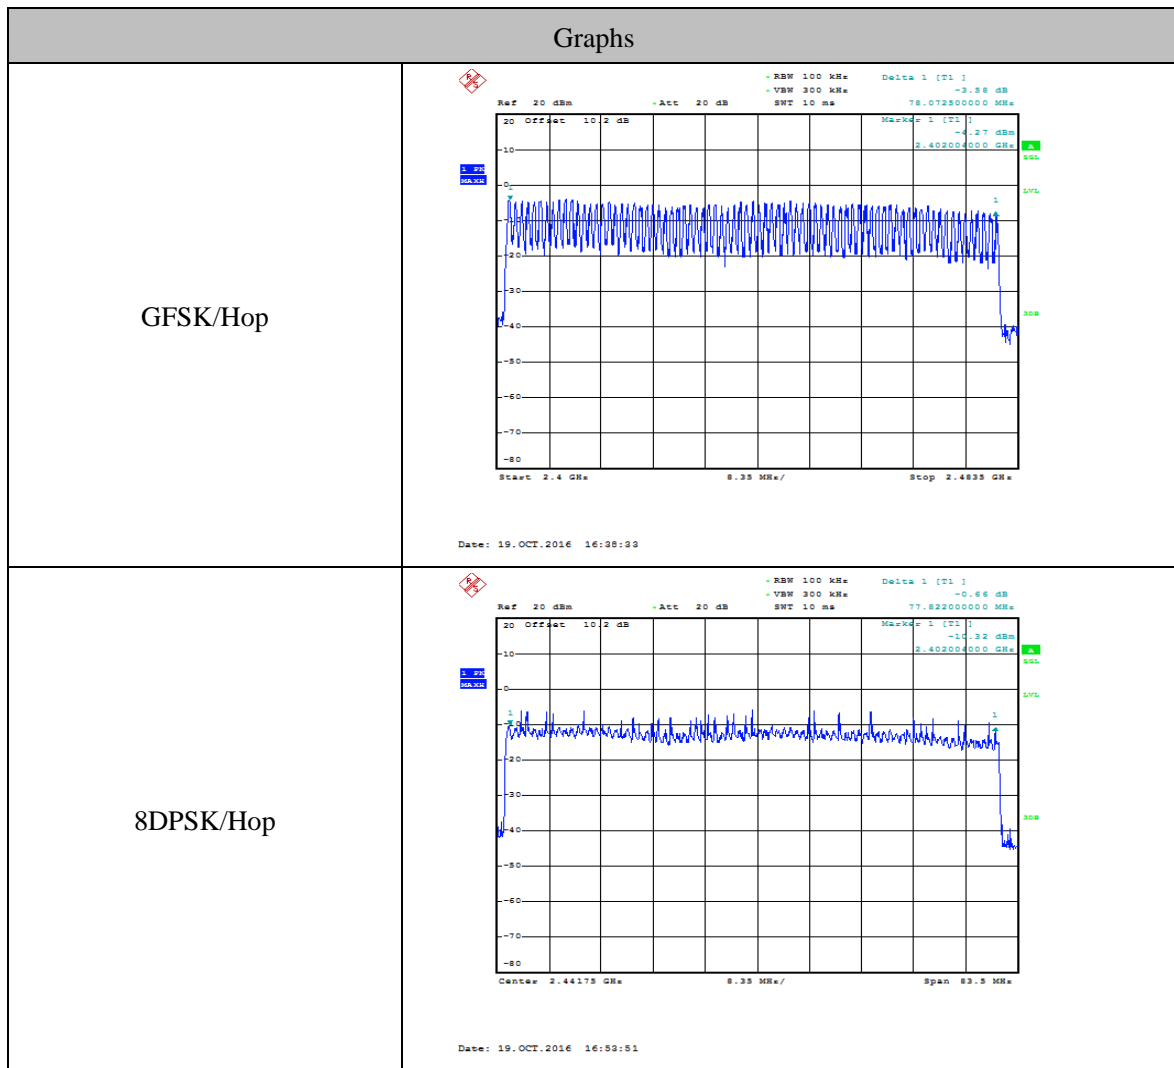 Graphs
GFSK/Hop
R S
RBW 100 kHz Delta 1 [T1 ]
VBW 300 kHz -3.58 dB
Ref 20 dBm Att 20 dB SWT 10 ms 78.072500000 MHz
20 Offset 10.2 dB Marker 1 [T1 ]
-4.27 dBm
2.402004000 GHz
A
SGL
10
1 PK
MAXH
0
LVL
1
1
-10
-20
-30
3DB
-40
-50
-60
-70
-80
Start 2.4 GHz 8.35 MHz/ Stop 2.4835 GHz
Date: 19.OCT.2016 16:38:33
8DPSK/Hop
R S
RBW 100 kHz Delta 1 [T1 ]
VBW 300 kHz -0.66 dB
Ref 20 dBm Att 20 dB SWT 10 ms 77.822000000 MHz
20 Offset 10.2 dB Marker 1 [T1 ]
-10.32 dBm
2.402004000 GHz
A
SGL
10
1 PK
MAXH
0
LVL
1
1
-10
-20
-30
3DB
-40
-50
-60
-70
-80
Center 2.44175 GHz 8.35 MHz/ Span 83.5 MHz
Date: 19.OCT.2016 16:53:51